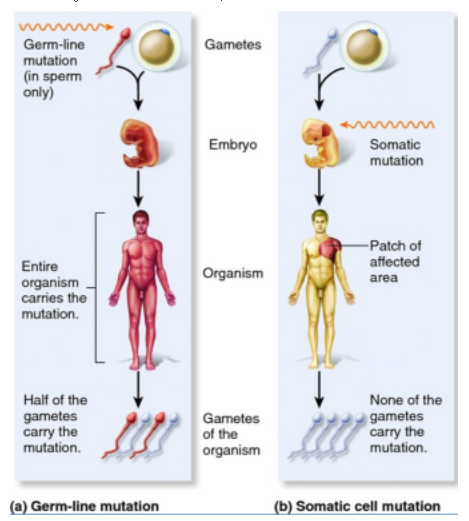 Germ-line
mutation
(in sperm
only)
Gametes
Embryo
Entire
organism
carries the
mutation.
Organism
Half of the
gametes
carry the
mutation.
Gametes
of the
organism
(a) Germ-line mutation
Somatic
mutation
Patch of
affected
area
None of the
gametes
carry the
mutation.
(b) Somatic cell mutation